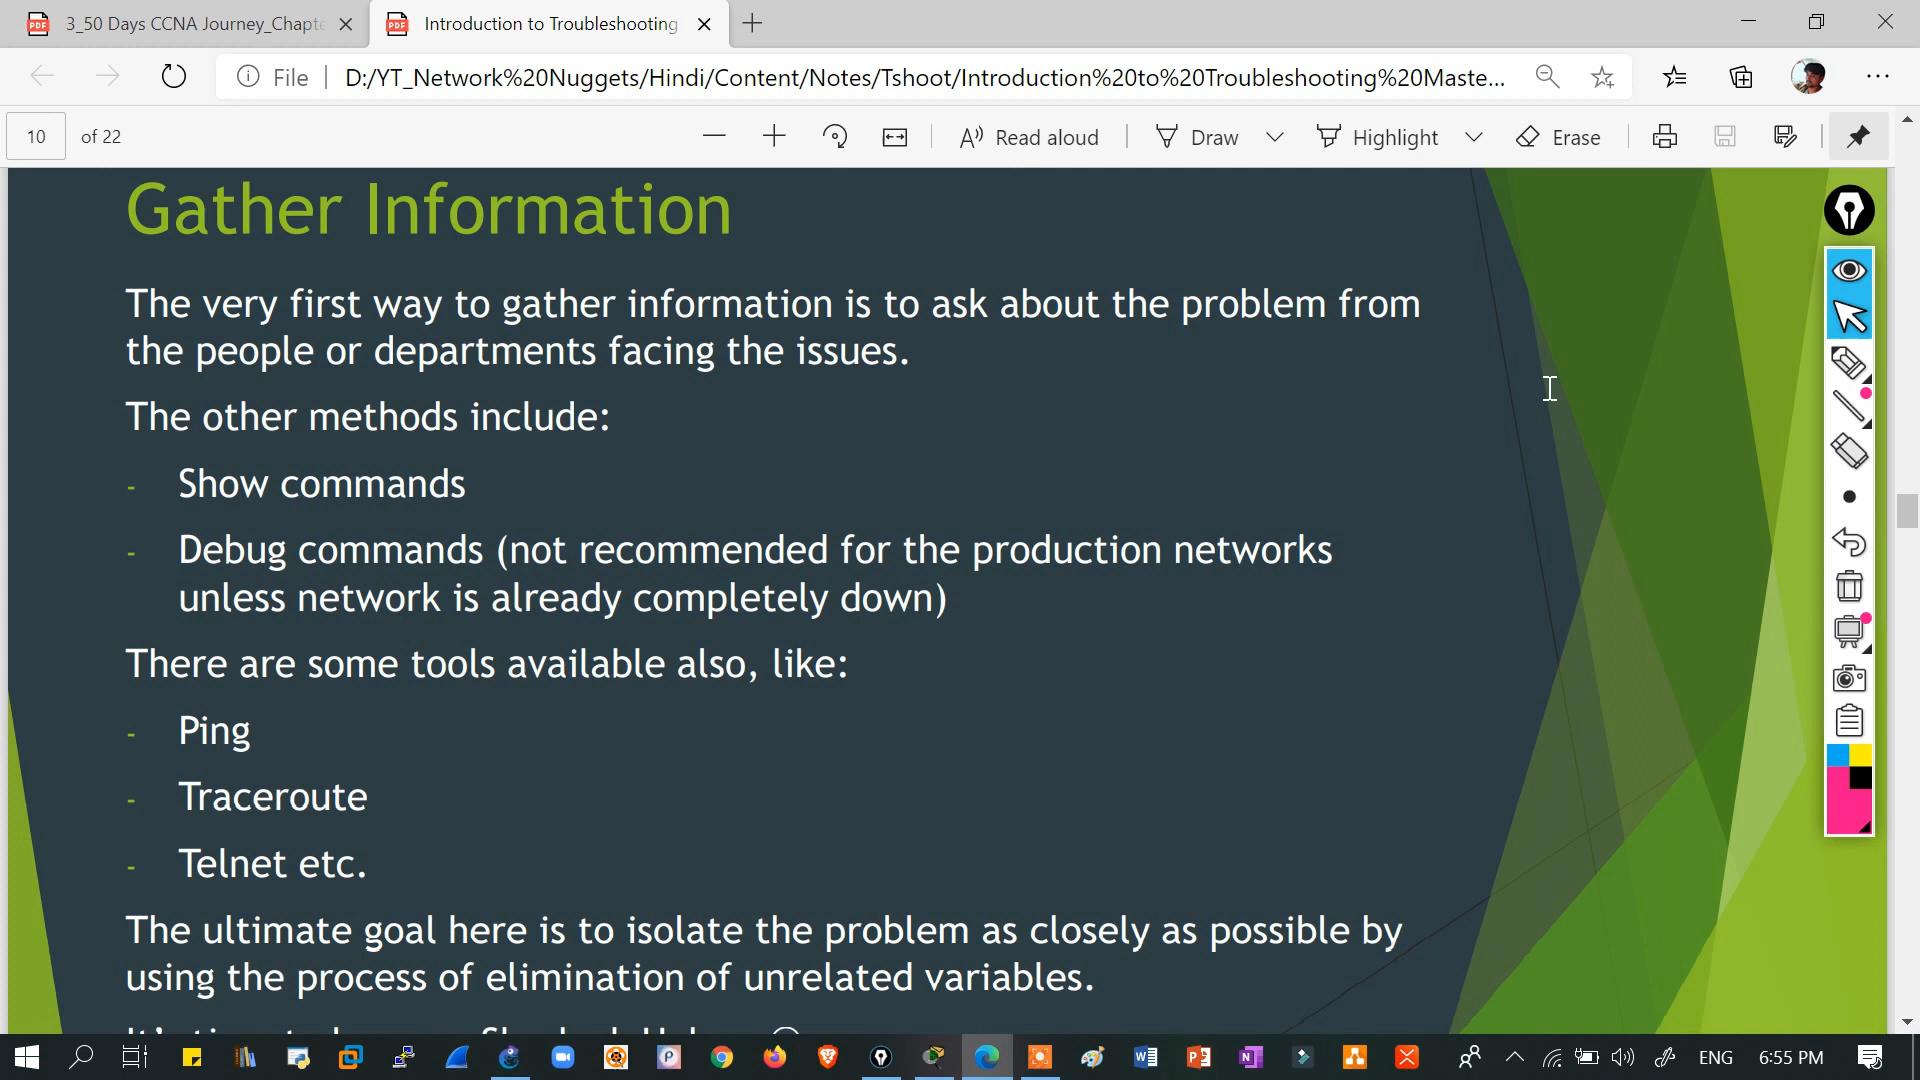 3_50 Days CCNA Journey_Chapte
Introduction to Troubleshooting
File
D:/YT_Network%20Nuggets/Hindi/Content/Notes/Tshoot/Introduction%20to%20Troubleshooting%20Maste...
10 of 22
Read aloud
Draw
Highlight
Erase
Gather Information
The very first way to gather information is to ask about the problem from
the people or departments facing the issues.
The other methods include:
- Show commands
- Debug commands (not recommended for the production networks
unless network is already completely down)
There are some tools available also, like:
- Ping
- Traceroute
- Telnet etc.
The ultimate goal here is to isolate the problem as closely as possible by
using the process of elimination of unrelated variables.
ENG
6:55 PM